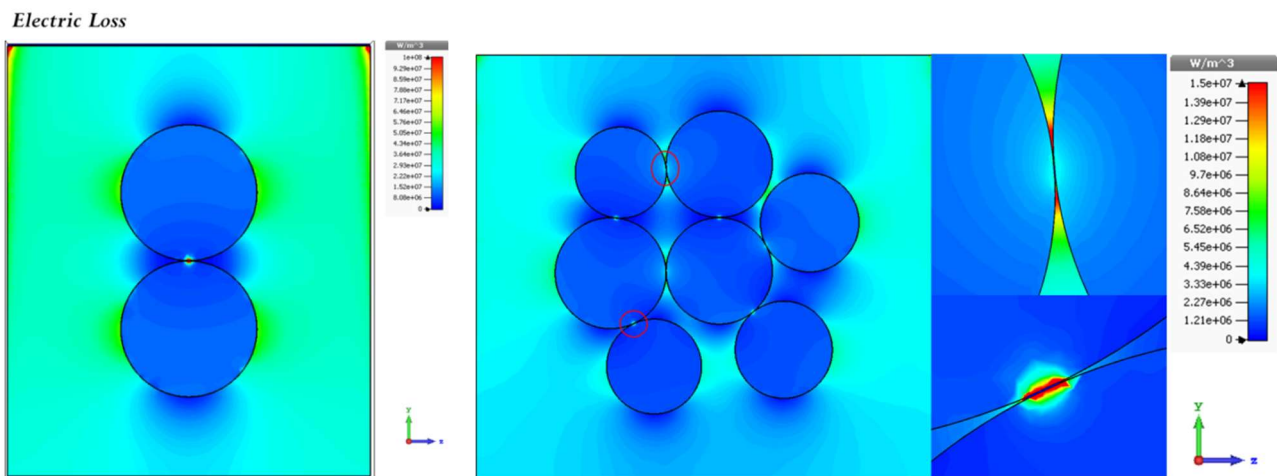 Electric Loss
W/m^3
1e+08
9.29e+07
8.59e+07
7.88e+07
7.17e+07
6.46e+07
5.76e+07
5.05e+07
4.34e+07
3.64e+07
2.93e+07
2.22e+07
1.52e+07
8.08e+06
0
Y
z
W/m^3
1.5e+07
1.39e+07
1.29e+07
1.18e+07
1.08e+07
9.7e+06
8.64e+06
7.58e+06
6.52e+06
5.45e+06
4.39e+06
3.33e+06
2.27e+06
1.21e+06
0
Y
z